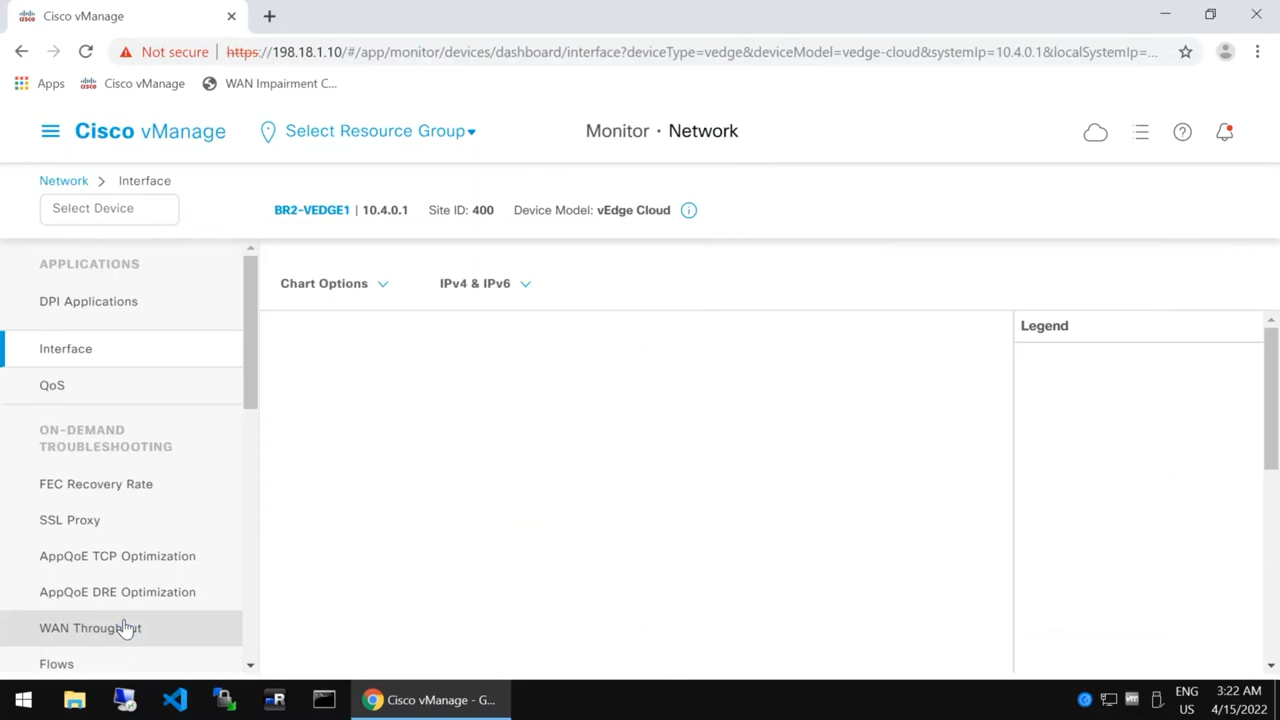 Cisco vManage
Not secure | https://198.18.1.10/#/app/monitor/devices/dashboard/interface?deviceType=vedge&deviceModel=vedge-cloud&systemIp=10.4.0.1&localSystemIp=...
Apps Cisco vManage WAN Impairment C...
Cisco vManage Select Resource Group Monitor · Network
Network > Interface
Select Device
BR2-VEDGE1 | 10.4.0.1 Site ID: 400 Device Model: vEdge Cloud
APPLICATIONS
DPI Applications
Interface
QoS
ON-DEMAND
TROUBLESHOOTING
FEC Recovery Rate
SSL Proxy
AppQoE TCP Optimization
AppQoE DRE Optimization
WAN Throughput
Flows
Chart Options IPv4 & IPv6
Legend
Cisco vManage - G...
ENG
US
3:22 AM
4/15/2022